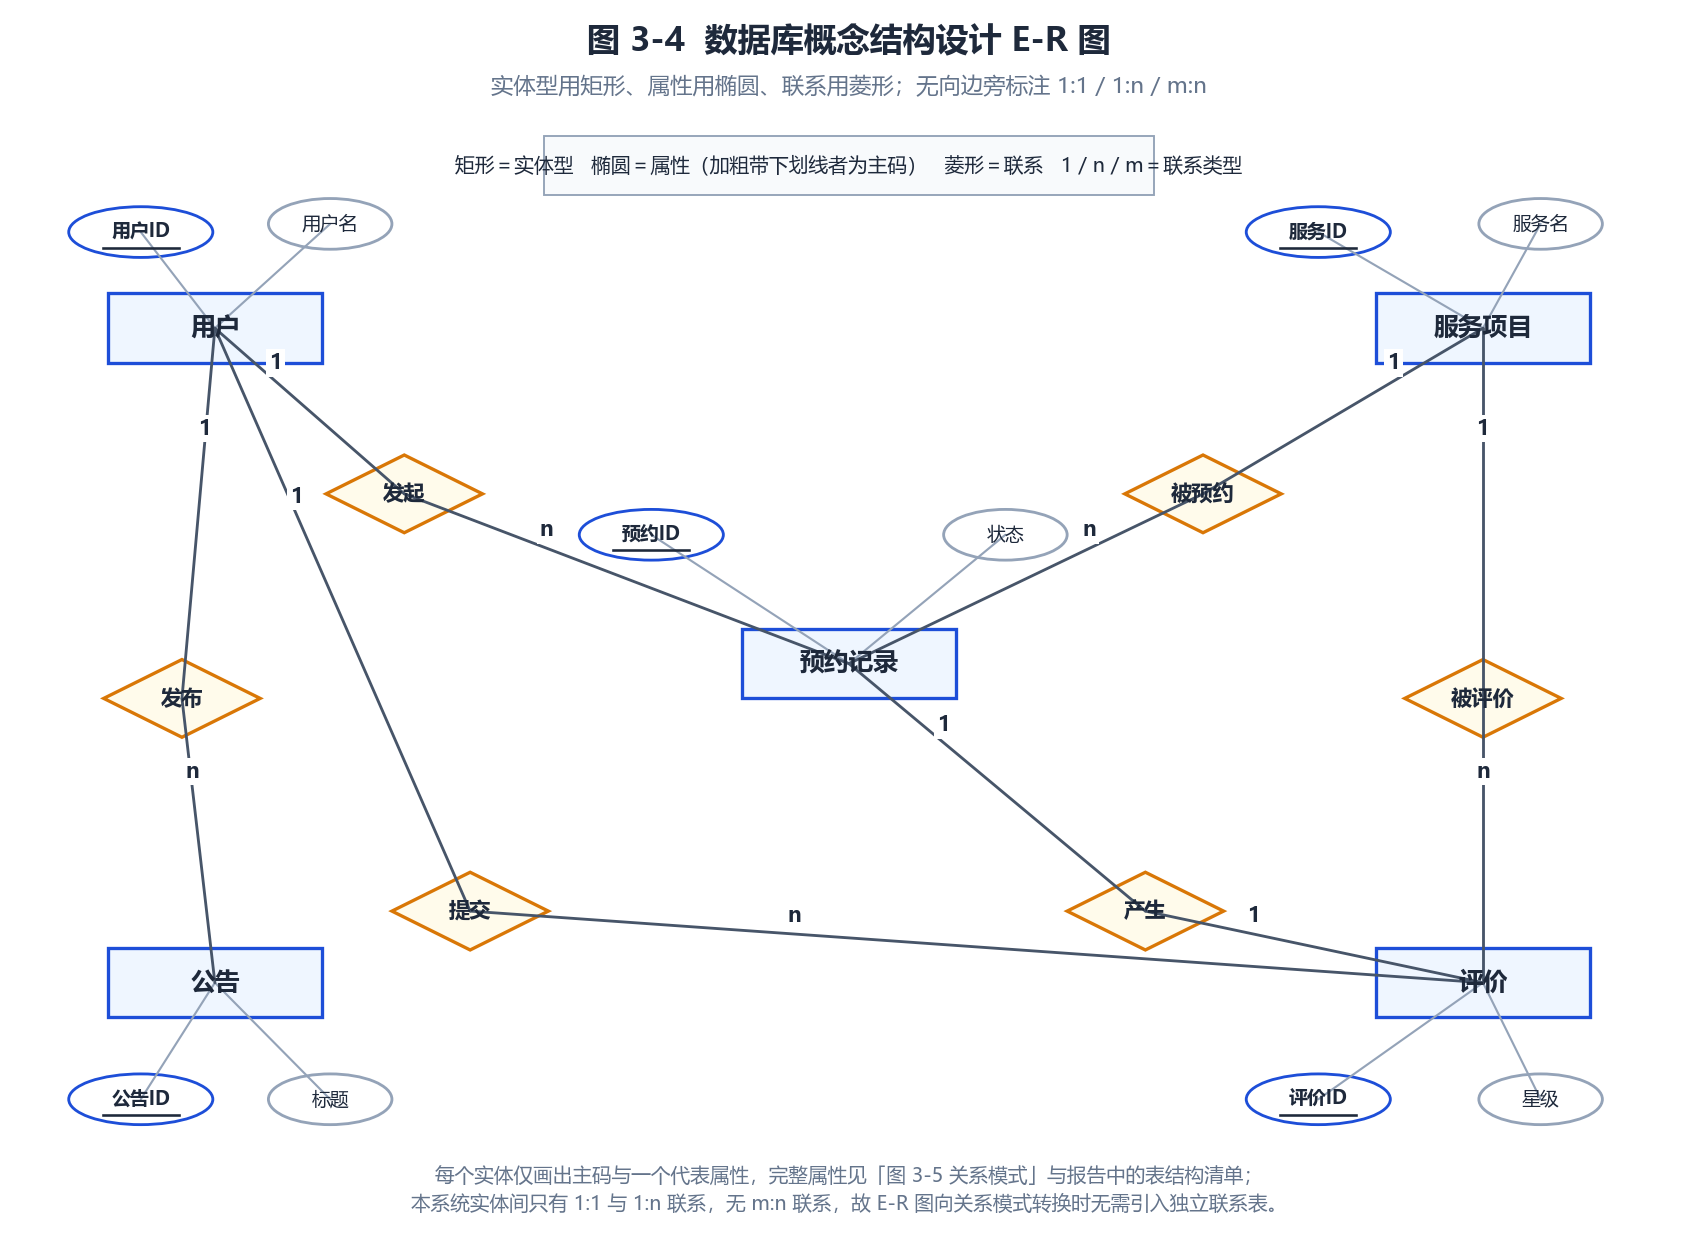 图 3-4 数据库概念结构设计 E-R 图
实体型用矩形、属性用椭圆、联系用菱形；无向边旁标注 1:1 / 1:n / m:n
矩形＝实体型 椭圆＝属性（加粗带下划线者为主码） 菱形＝联系 1 / n / m＝联系类型
用户ID
用户名
服务ID
服务名
用户
服务项目
1
1
1
1
1
发起
被预约
n
预约ID
状态
n
预约记录
发布
被评价
1
n
n
提交
n
产生
1
公告
评价
公告ID
标题
评价ID
星级
每个实体仅画出主码与一个代表属性，完整属性见「图 3-5 关系模式」与报告中的表结构清单；
本系统实体间只有 1:1 与 1:n 联系，无 m:n 联系，故 E-R 图向关系模式转换时无需引入独立联系表。